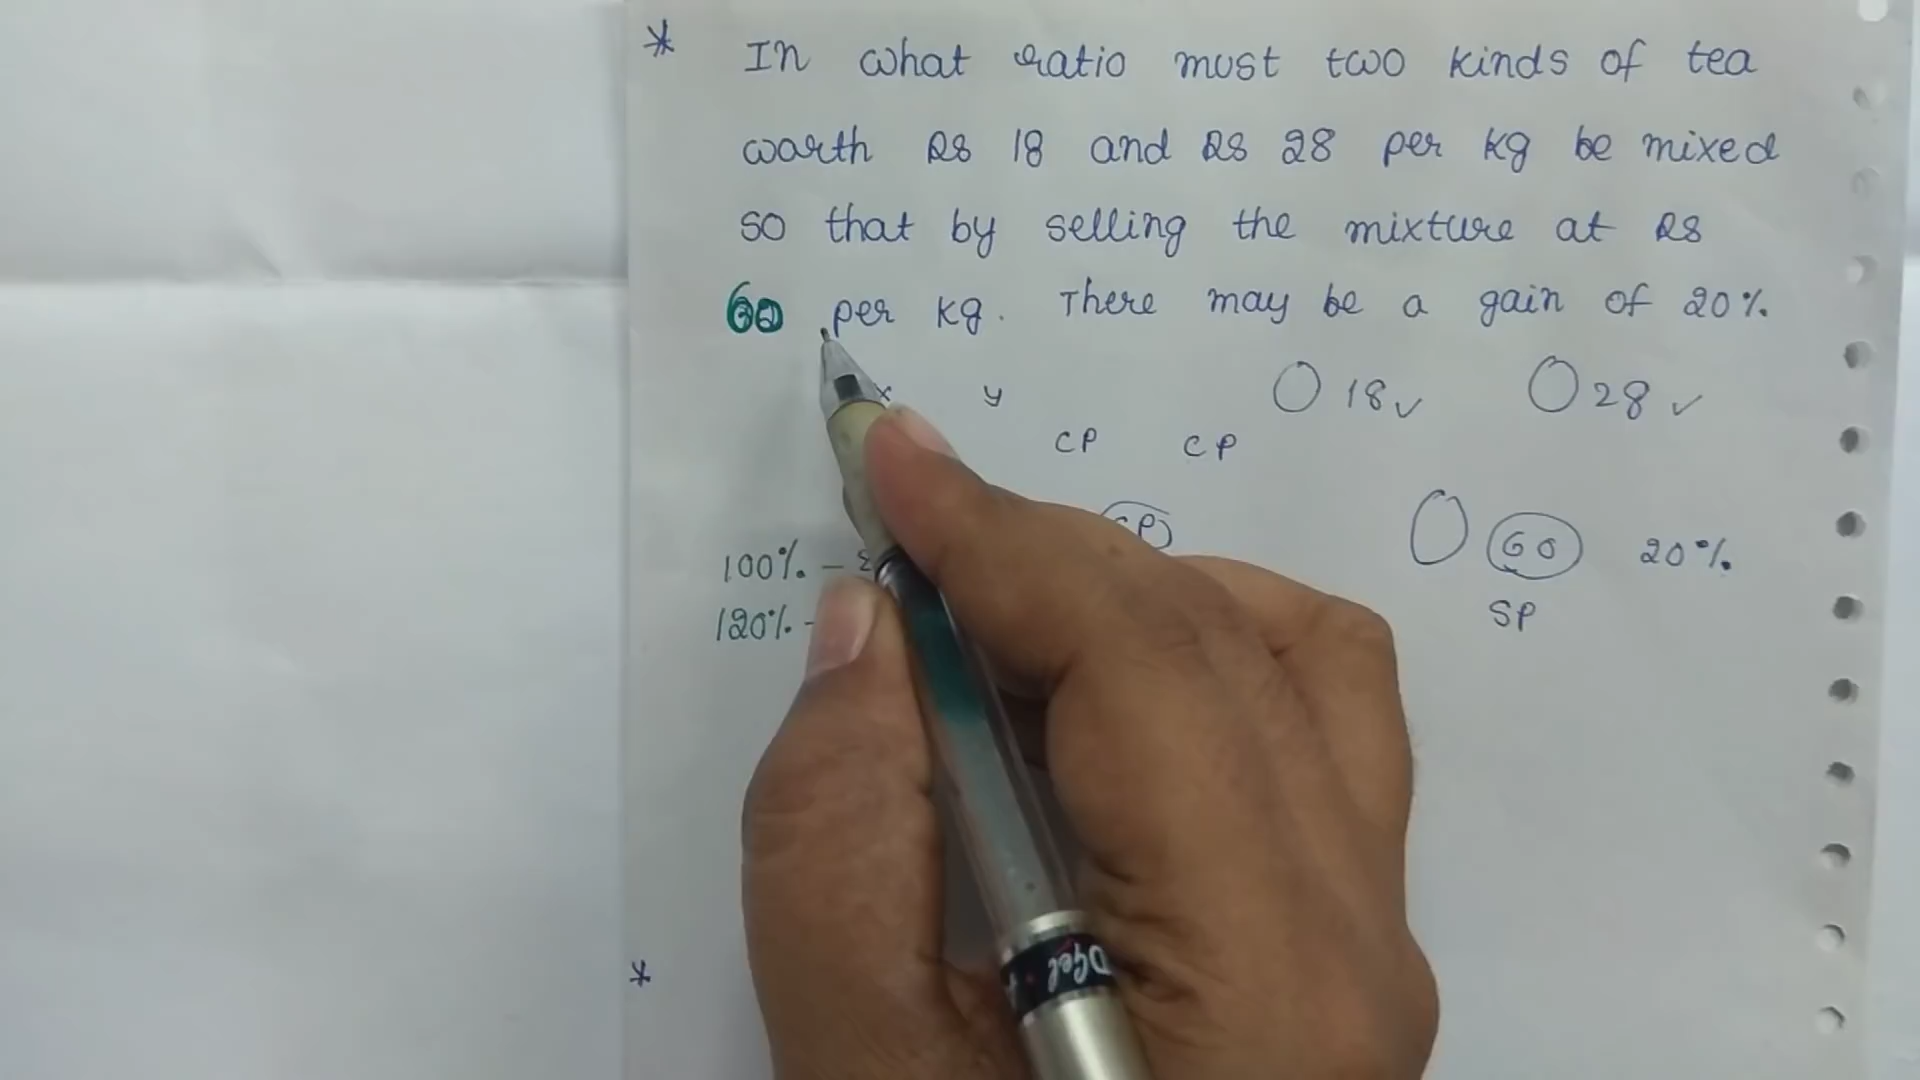 * In what ratio must two kinds of tea
worth Rs 18 and Rs 28 per kg be mixed
so that by selling the mixture at Rs
per kg. There may be a gain of 20%.
x y 18 ✓ 28 ✓
CP CP
CP 60 20%.
100%. -
120%. - SP
*